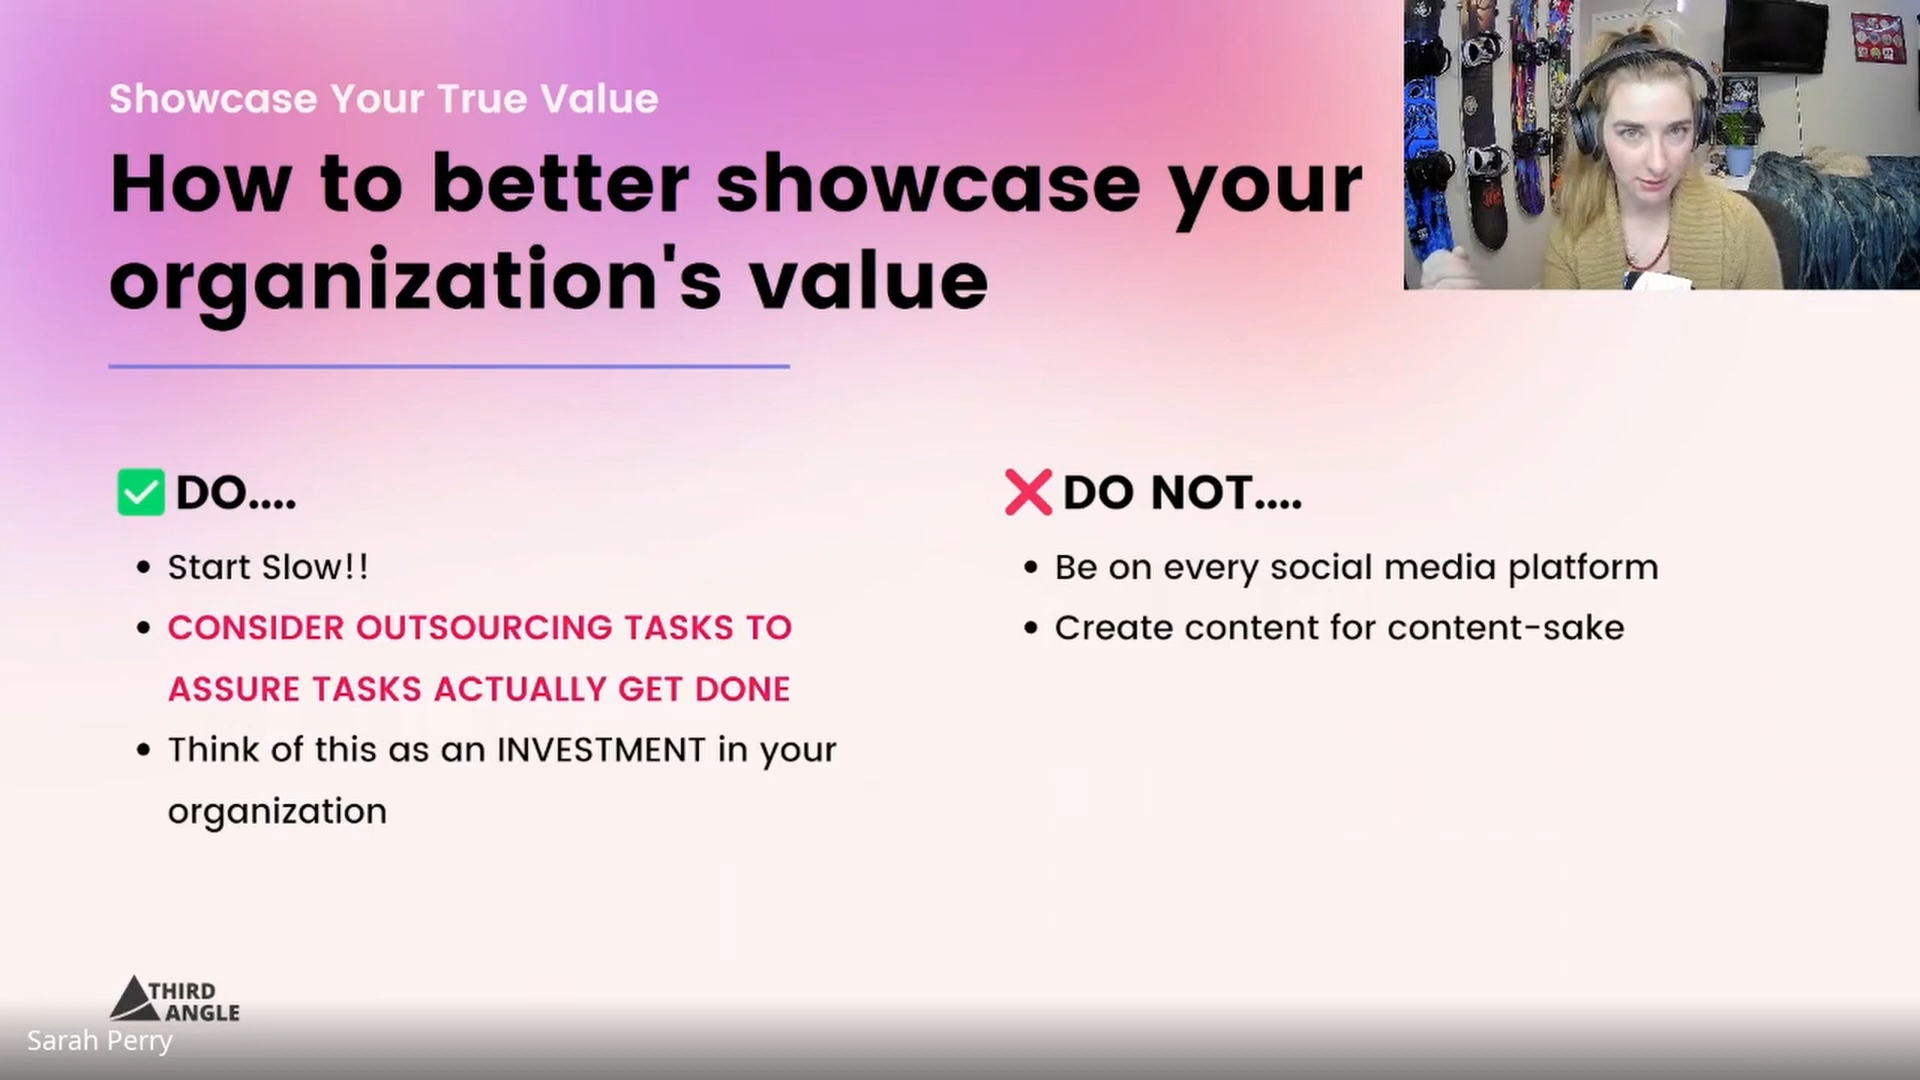 Showcase Your True Value
How to better showcase your
organization's value
DO....
Start Slow!!
CONSIDER OUTSOURCING TASKS TO
ASSURE TASKS ACTUALLY GET DONE
Think of this as an INVESTMENT in your
organization
DO NOT....
Be on every social media platform
Create content for content-sake
THIRD
ANGLE
Sarah Perry